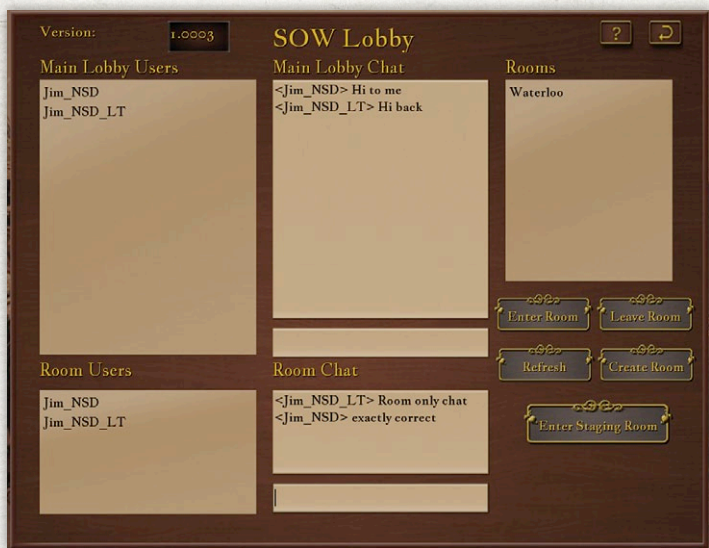 Version:
1.0003
SOW Lobby
?
Main Lobby Users
Jim_NSD
Jim_NSD_LT
Main Lobby Chat
<Jim_NSD> Hi to me
<Jim_NSD_LT> Hi back
Rooms
Waterloo
Enter Room
Leave Room
Refresh
Create Room
Enter Staging Room
Room Users
Jim_NSD
Jim_NSD_LT
Room Chat
<Jim_NSD_LT> Room only chat
<Jim_NSD> exactly correct